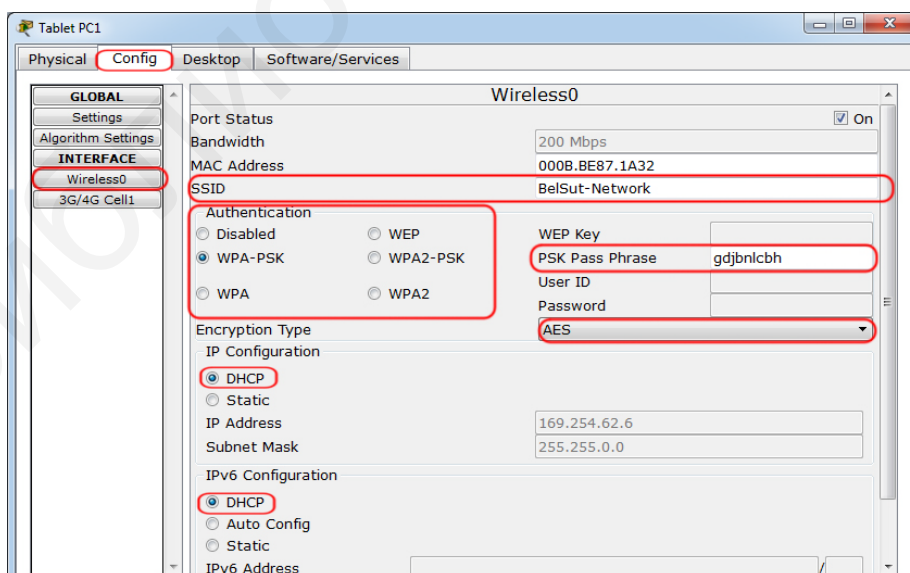 Tablet PC1
Physical Config Desktop Software/Services
GLOBAL
Settings
Algorithm Settings
INTERFACE
Wireless0
3G/4G Cell1
Wireless0
Port Status On
Bandwidth 200 Mbps
MAC Address 000B.BE87.1A32
SSID BelSut-Network
Authentication
Disabled WEP WEP Key
WPA-PSK WPA2-PSK PSK Pass Phrase gdjbnlcbh
User ID
WPA WPA2
Password
Encryption Type AES
IP Configuration
DHCP
Static
IP Address 169.254.62.6
Subnet Mask 255.255.0.0
IPv6 Configuration
DHCP
Auto Config
Static
IPv6 Address /